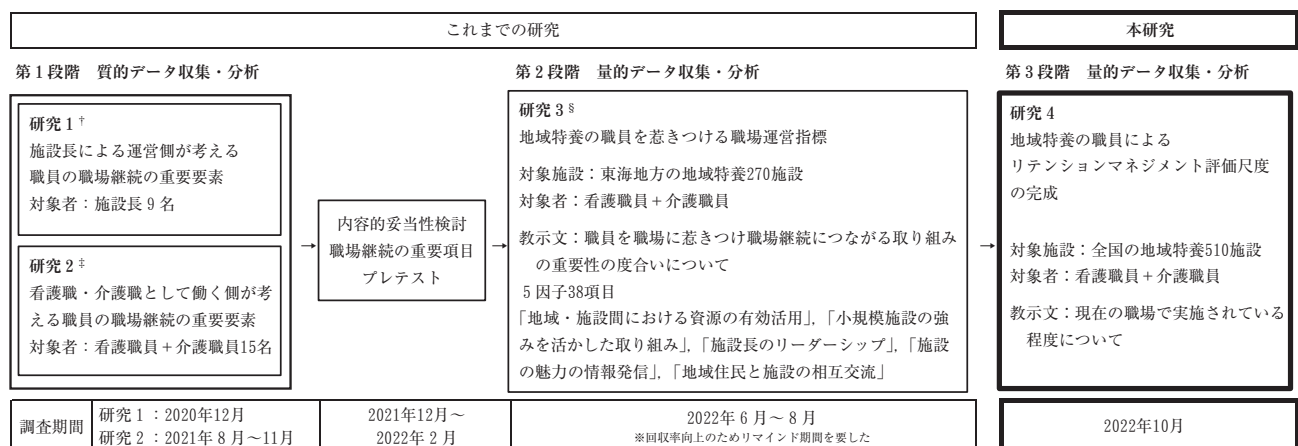 これまでの研究
本研究
第1段階 質的データ収集・分析
第2段階 量的データ収集・分析
第3段階 量的データ収集・分析
研究1†
施設長による運営側が考える
職員の職場継続の重要要素
対象者:施設長9名
研究2‡
看護職・介護職として働く側が考
える職員の職場継続の重要要素
対象者:看護職員+介護職員15名
→
内容的妥当性検討
職場継続の重要項目
プレテスト
→
研究3§
地域特養の職員を惹きつける職場運営指標
対象施設:東海地方の地域特養270施設
対象者:看護職員+介護職員
教示文:職員を職場に惹きつけ職場継続につながる取り組み
の重要性の度合いについて
5因子38項目
「地域・施設間における資源の有効活用」,「小規模施設の強
みを活かした取り組み」,「施設長のリーダーシップ」,「施設
の魅力の情報発信」,「地域住民と施設の相互交流」
→
研究4
地域特養の職員による
リテンションマネジメント評価尺度
の完成
対象施設:全国の地域特養510施設
対象者:看護職員+介護職員
教示文:現在の職場で実施されている
程度について
調査期間
研究1:2020年12月
研究2:2021年8月~11月
2021年12月~
2022年2月
2022年6月~8月
※回収率向上のためリマインド期間を要した
2022年10月